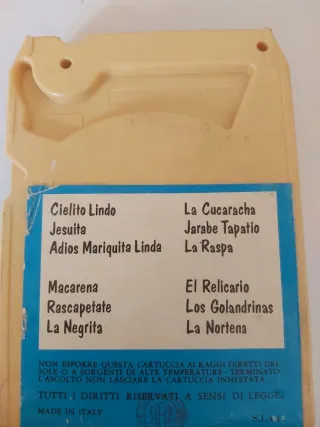 Cielito Lindo
Jesuita
Adios Mariquita Linda
La Cucaracha
Jarabe Tapatio
La Raspa
Macarena
Rascapetate
La Negrita
El Relicario
Los Golandrinas
La Nortena
NON ESPORRE QUESTA CARTUCCIA AI RAGGI DIRETTI DEL
SOLE O A SORGENTI DI ALTE TEMPERATURE - TERMINATO
L'ASCOLTO NON LASCIARE LA CARTUCCIA INNESTATA
TUTTI I DIRITTI RISERVATI A SENSI DI LEGGE.
MADE IN ITALY